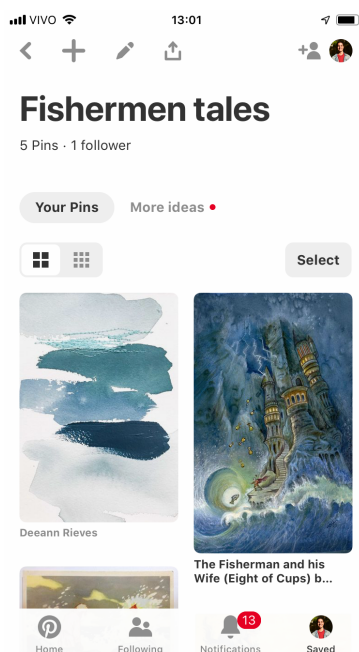 VIVO
13:01
Fishermen tales
5 Pins · 1 follower
Your Pins
More ideas
Select
Deeann Rieves
The Fisherman and his
Wife (Eight of Cups) b...
13
Home
Following
Notifications
Saved